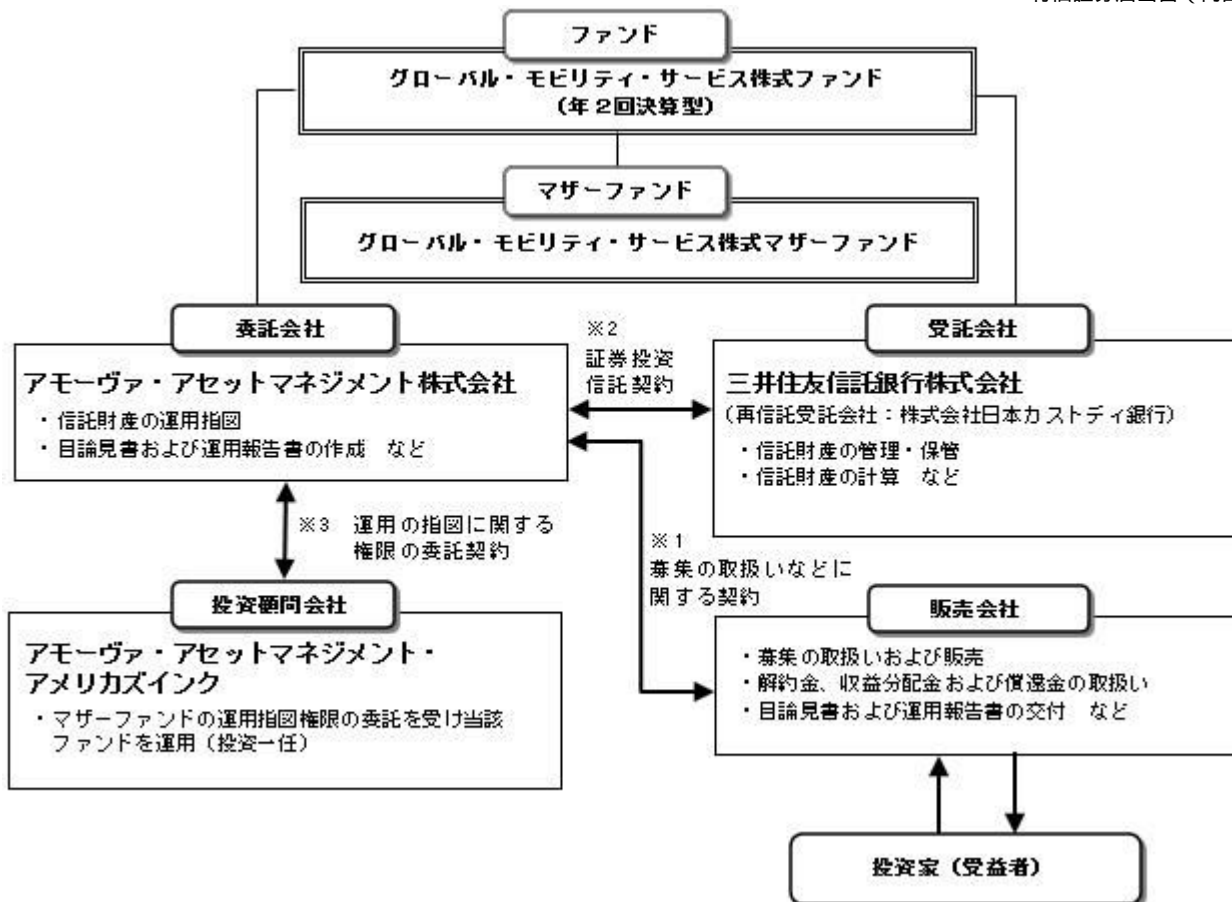 ファンド
グローバル・モビリティ・サービス株式ファンド
(年2回決算型)
マザーファンド
グローバル・モビリティ・サービス株式マザーファンド
委託会社
アモーヴァ・アセットマネジメント株式会社
・信託財産の運用指図
・目論見書および運用報告書の作成 など
※2
証券投資
信託契約
受託会社
三井住友信託銀行株式会社
(再信託受託会社:株式会社日本カストディ銀行)
・信託財産の管理・保管
・信託財産の計算 など
※3 運用の指図に関する
権限の委託契約
※1
募集の取扱いなどに
関する契約
投資顧問会社
アモーヴァ・アセットマネジメント・
アメリカズインク
・マザーファンドの運用指図権限の委託を受け当該
ファンドを運用(投資一任)
販売会社
・募集の取扱いおよび販売
・解約金、収益分配金および償還金の取扱い
・目論見書および運用報告書の交付 など
投資家(受益者)